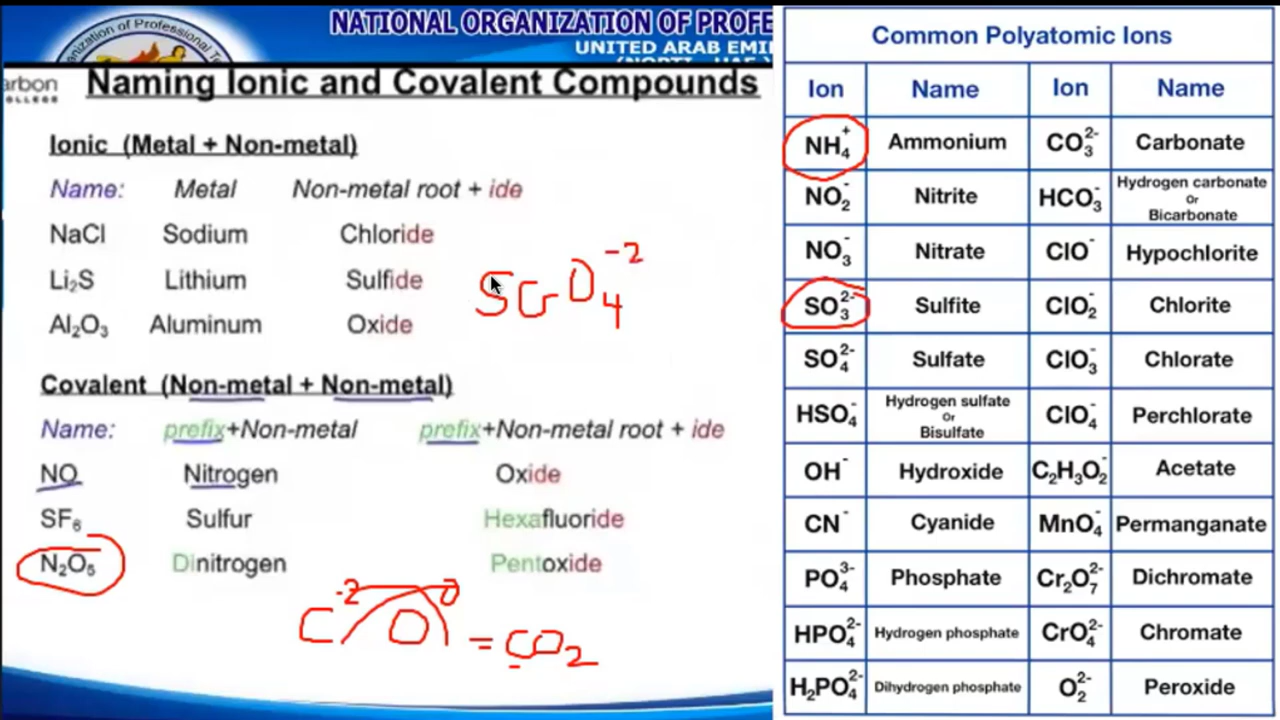 NATIONAL ORGANIZATION OF PROFE
UNITED ARAB EMI
ganization of Professional Te
arbon
OLLEGE
Naming Ionic and Covalent Compounds
Ionic (Metal + Non-metal)
Name: Metal Non-metal root + ide
NaCl Sodium Chloride
Li₂S Lithium Sulfide
Al₂O₃ Aluminum Oxide
SCrO₄⁻²
Covalent (Non-metal + Non-metal)
Name: prefix+Non-metal prefix+Non-metal root + ide
NO Nitrogen Oxide
SF₆ Sulfur Hexafluoride
N₂O₅ Dinitrogen Pentoxide
C⁻² O = CO₂
Common Polyatomic Ions
Ion Name Ion Name
NH₄⁺ Ammonium CO₃²⁻ Carbonate
NO₂⁻ Nitrite HCO₃⁻ Hydrogen carbonate
Or
Bicarbonate
NO₃⁻ Nitrate ClO⁻ Hypochlorite
SO₃²⁻ Sulfite ClO₂⁻ Chlorite
SO₄²⁻ Sulfate ClO₃⁻ Chlorate
HSO₄⁻ Hydrogen sulfate ClO₄⁻ Perchlorate
Or
Bisulfate
OH⁻ Hydroxide C₂H₃O₂⁻ Acetate
CN⁻ Cyanide MnO₄⁻ Permanganate
PO₄³⁻ Phosphate Cr₂O₇²⁻ Dichromate
HPO₄²⁻ Hydrogen phosphate CrO₄²⁻ Chromate
H₂PO₄²⁻ Dihydrogen phosphate O₂²⁻ Peroxide